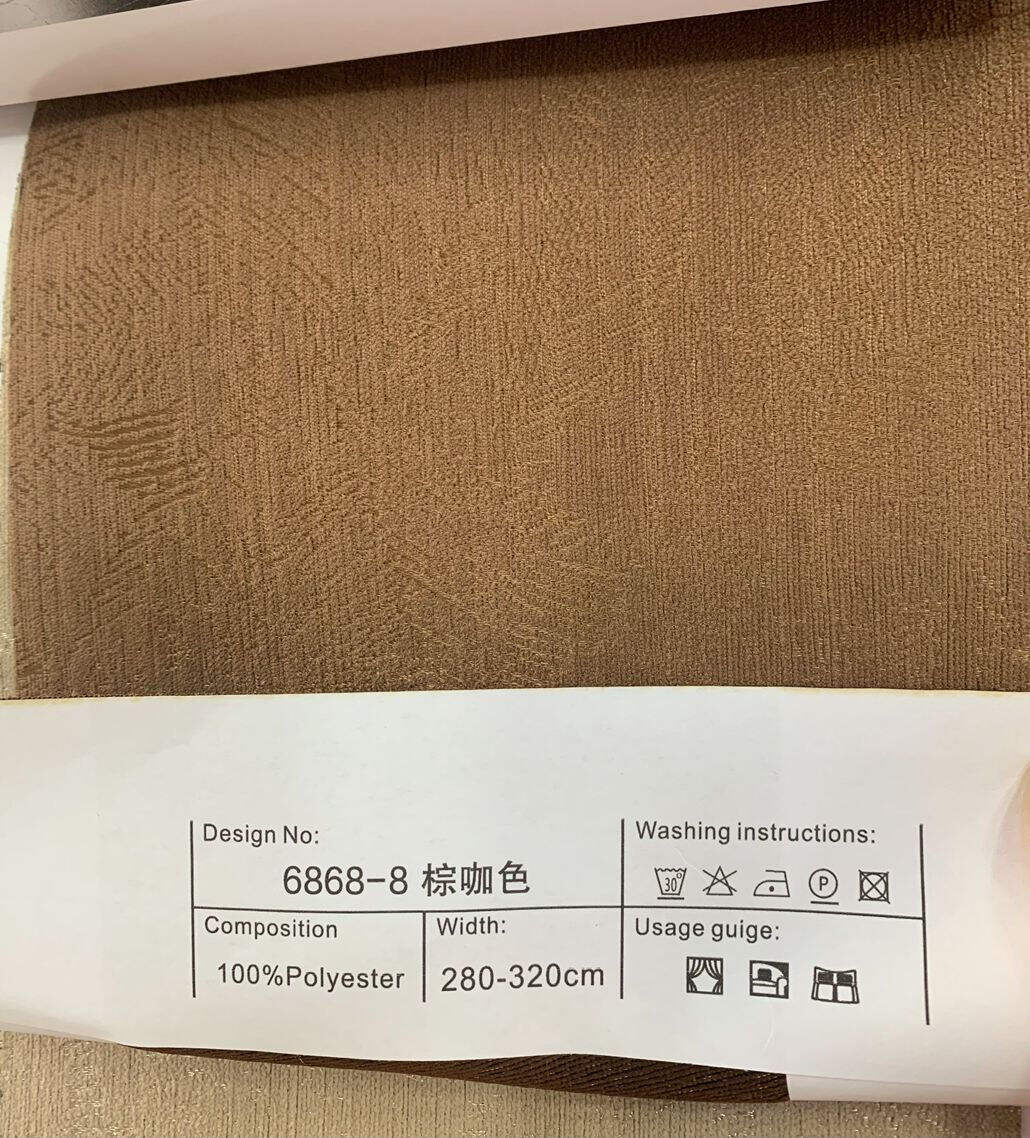 Design No:
6868-8 棕咖色
Washing instructions:
30°
P
Composition
100%Polyester
Width:
280-320cm
Usage guige: